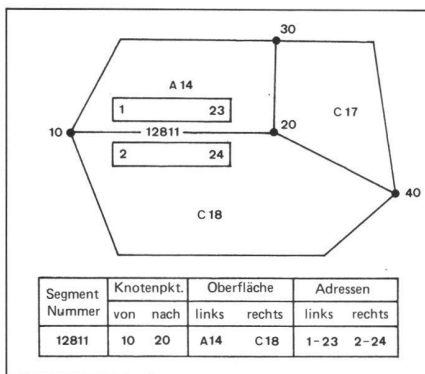 30
A 14
1 23
C 17
10 12811 20
2 24
40
C 18
Segment Nummer Knotenpkt. Oberfläche Adressen
von nach links rechts links rechts
12811 10 20 A14 C18 1-23 2-24